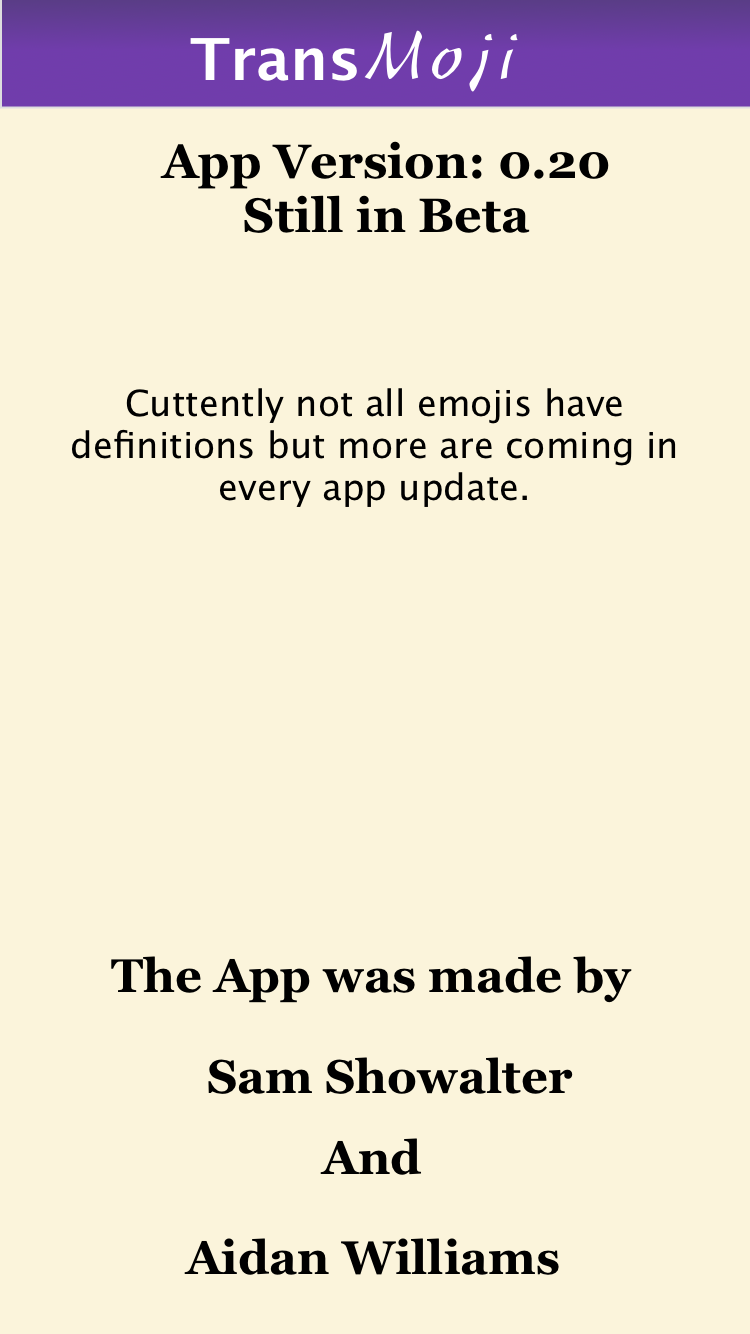 TransMoji
App Version: 0.20
Still in Beta
Cuttently not all emojis have
definitions but more are coming in
every app update.
The App was made by
Sam Showalter
And
Aidan Williams